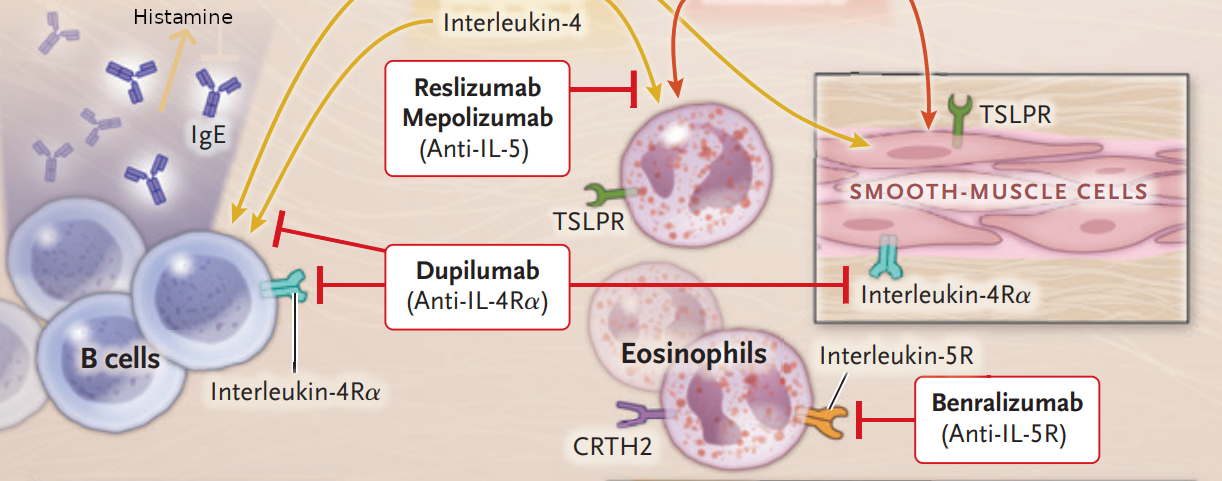 Histamine
Interleukin-4
Reslizumab
Mepolizumab
(Anti-IL-5)
IgE
TSLPR
TSLPR
SMOOTH-MUSCLE CELLS
Dupilumab
(Anti-IL-4Rα)
Interleukin-4Rα
B cells
Interleukin-4Rα
Eosinophils
Interleukin-5R
Benralizumab
(Anti-IL-5R)
CRTH2